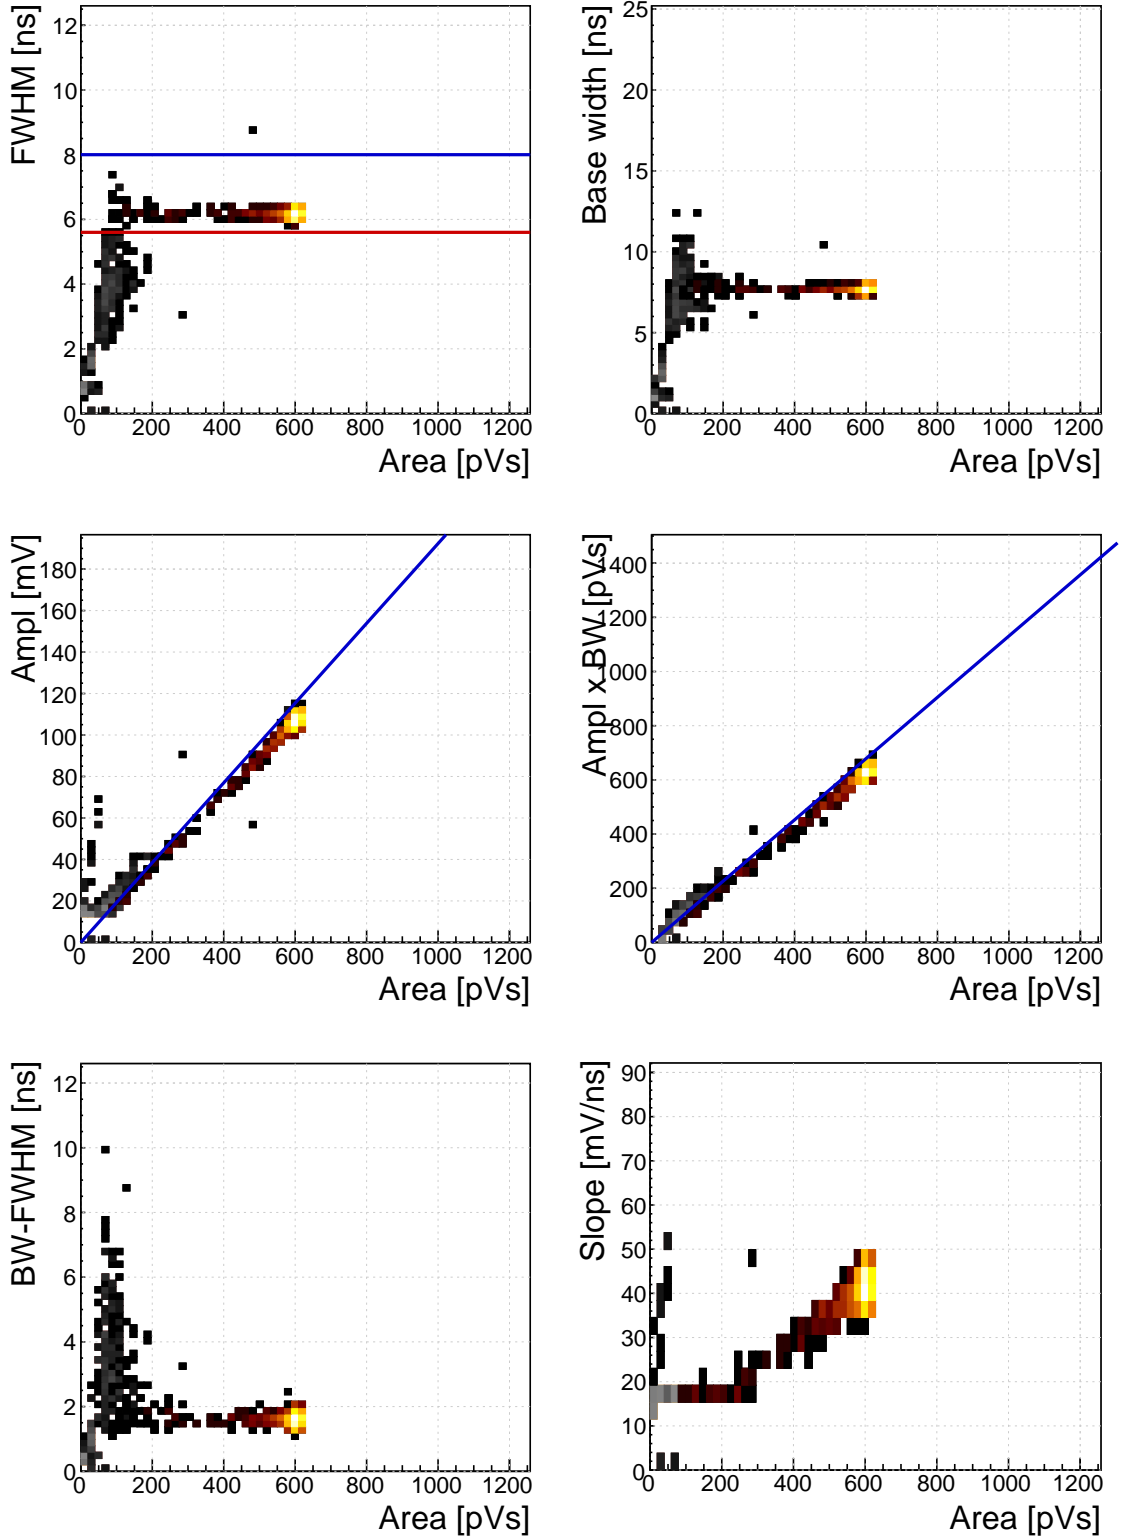 FWHM [ns]
12
10
8
6
4
2
0
0 200 400 600 800 1000 1200
Area [pVs]
Base width [ns]
25
20
15
10
5
0
0 200 400 600 800 1000 1200
Area [pVs]
Ampl [mV]
180
160
140
120
100
80
60
40
20
0
0 200 400 600 800 1000 1200
Area [pVs]
Ampl x BW [pVs]
1400
1200
1000
800
600
400
200
0
0 200 400 600 800 1000 1200
Area [pVs]
BW-FWHM [ns]
12
10
8
6
4
2
0
0 200 400 600 800 1000 1200
Area [pVs]
Slope [mV/ns]
90
80
70
60
50
40
30
20
10
0
0 200 400 600 800 1000 1200
Area [pVs]